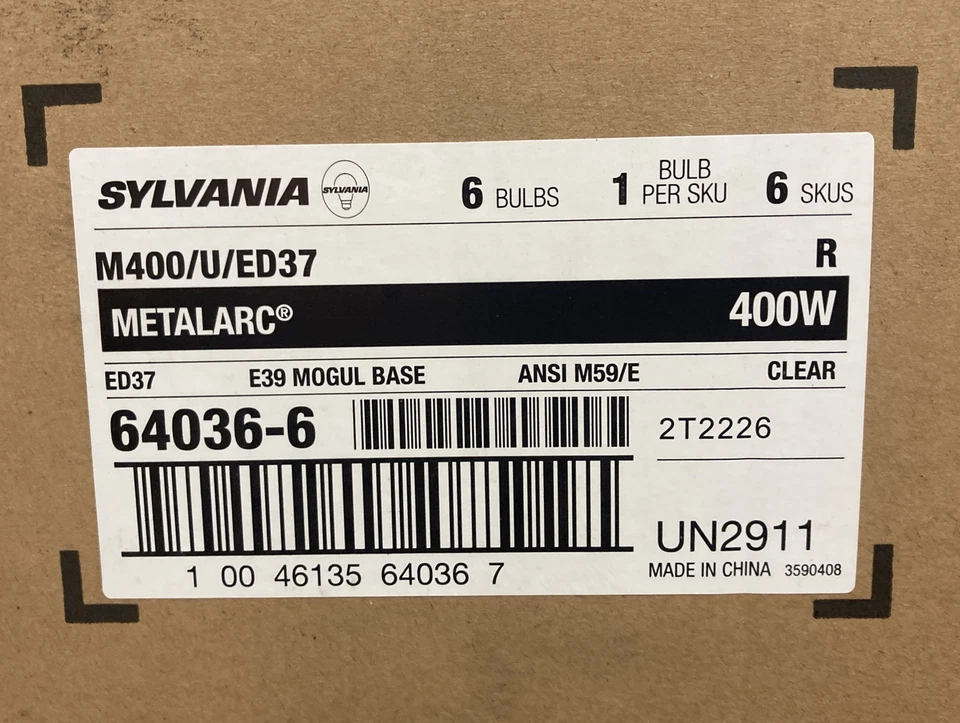 SYLVANIA SYLVANIA 6 BULBS 1 BULB PER SKU 6 SKUS
M400/U/ED37 R
METALARC® 400W
ED37 E39 MOGUL BASE ANSI M59/E CLEAR
64036-6 2T2226
UN2911
1 00 46135 64036 7 MADE IN CHINA 3590408